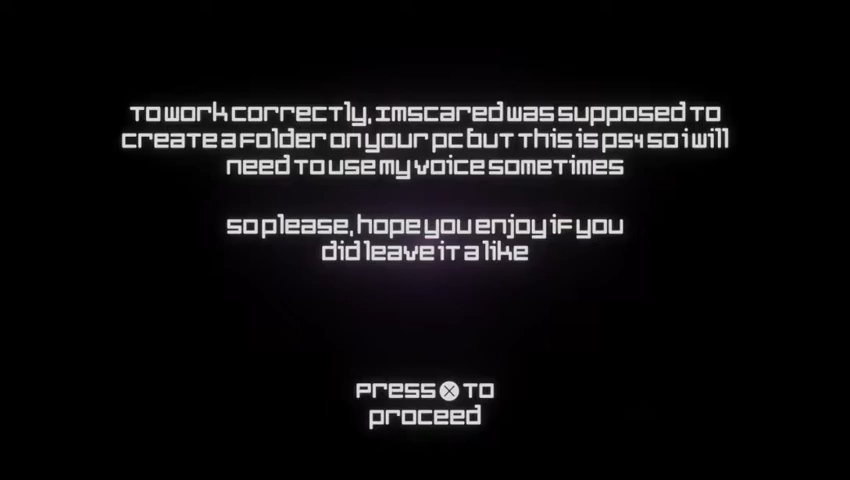 To work correctly, Imscared was supposed to
create a folder on your pc but this is ps4 so i will
need to use my voice sometimes
so please, hope you enjoy if you
did leave it a like
press ⓧ to
proceed